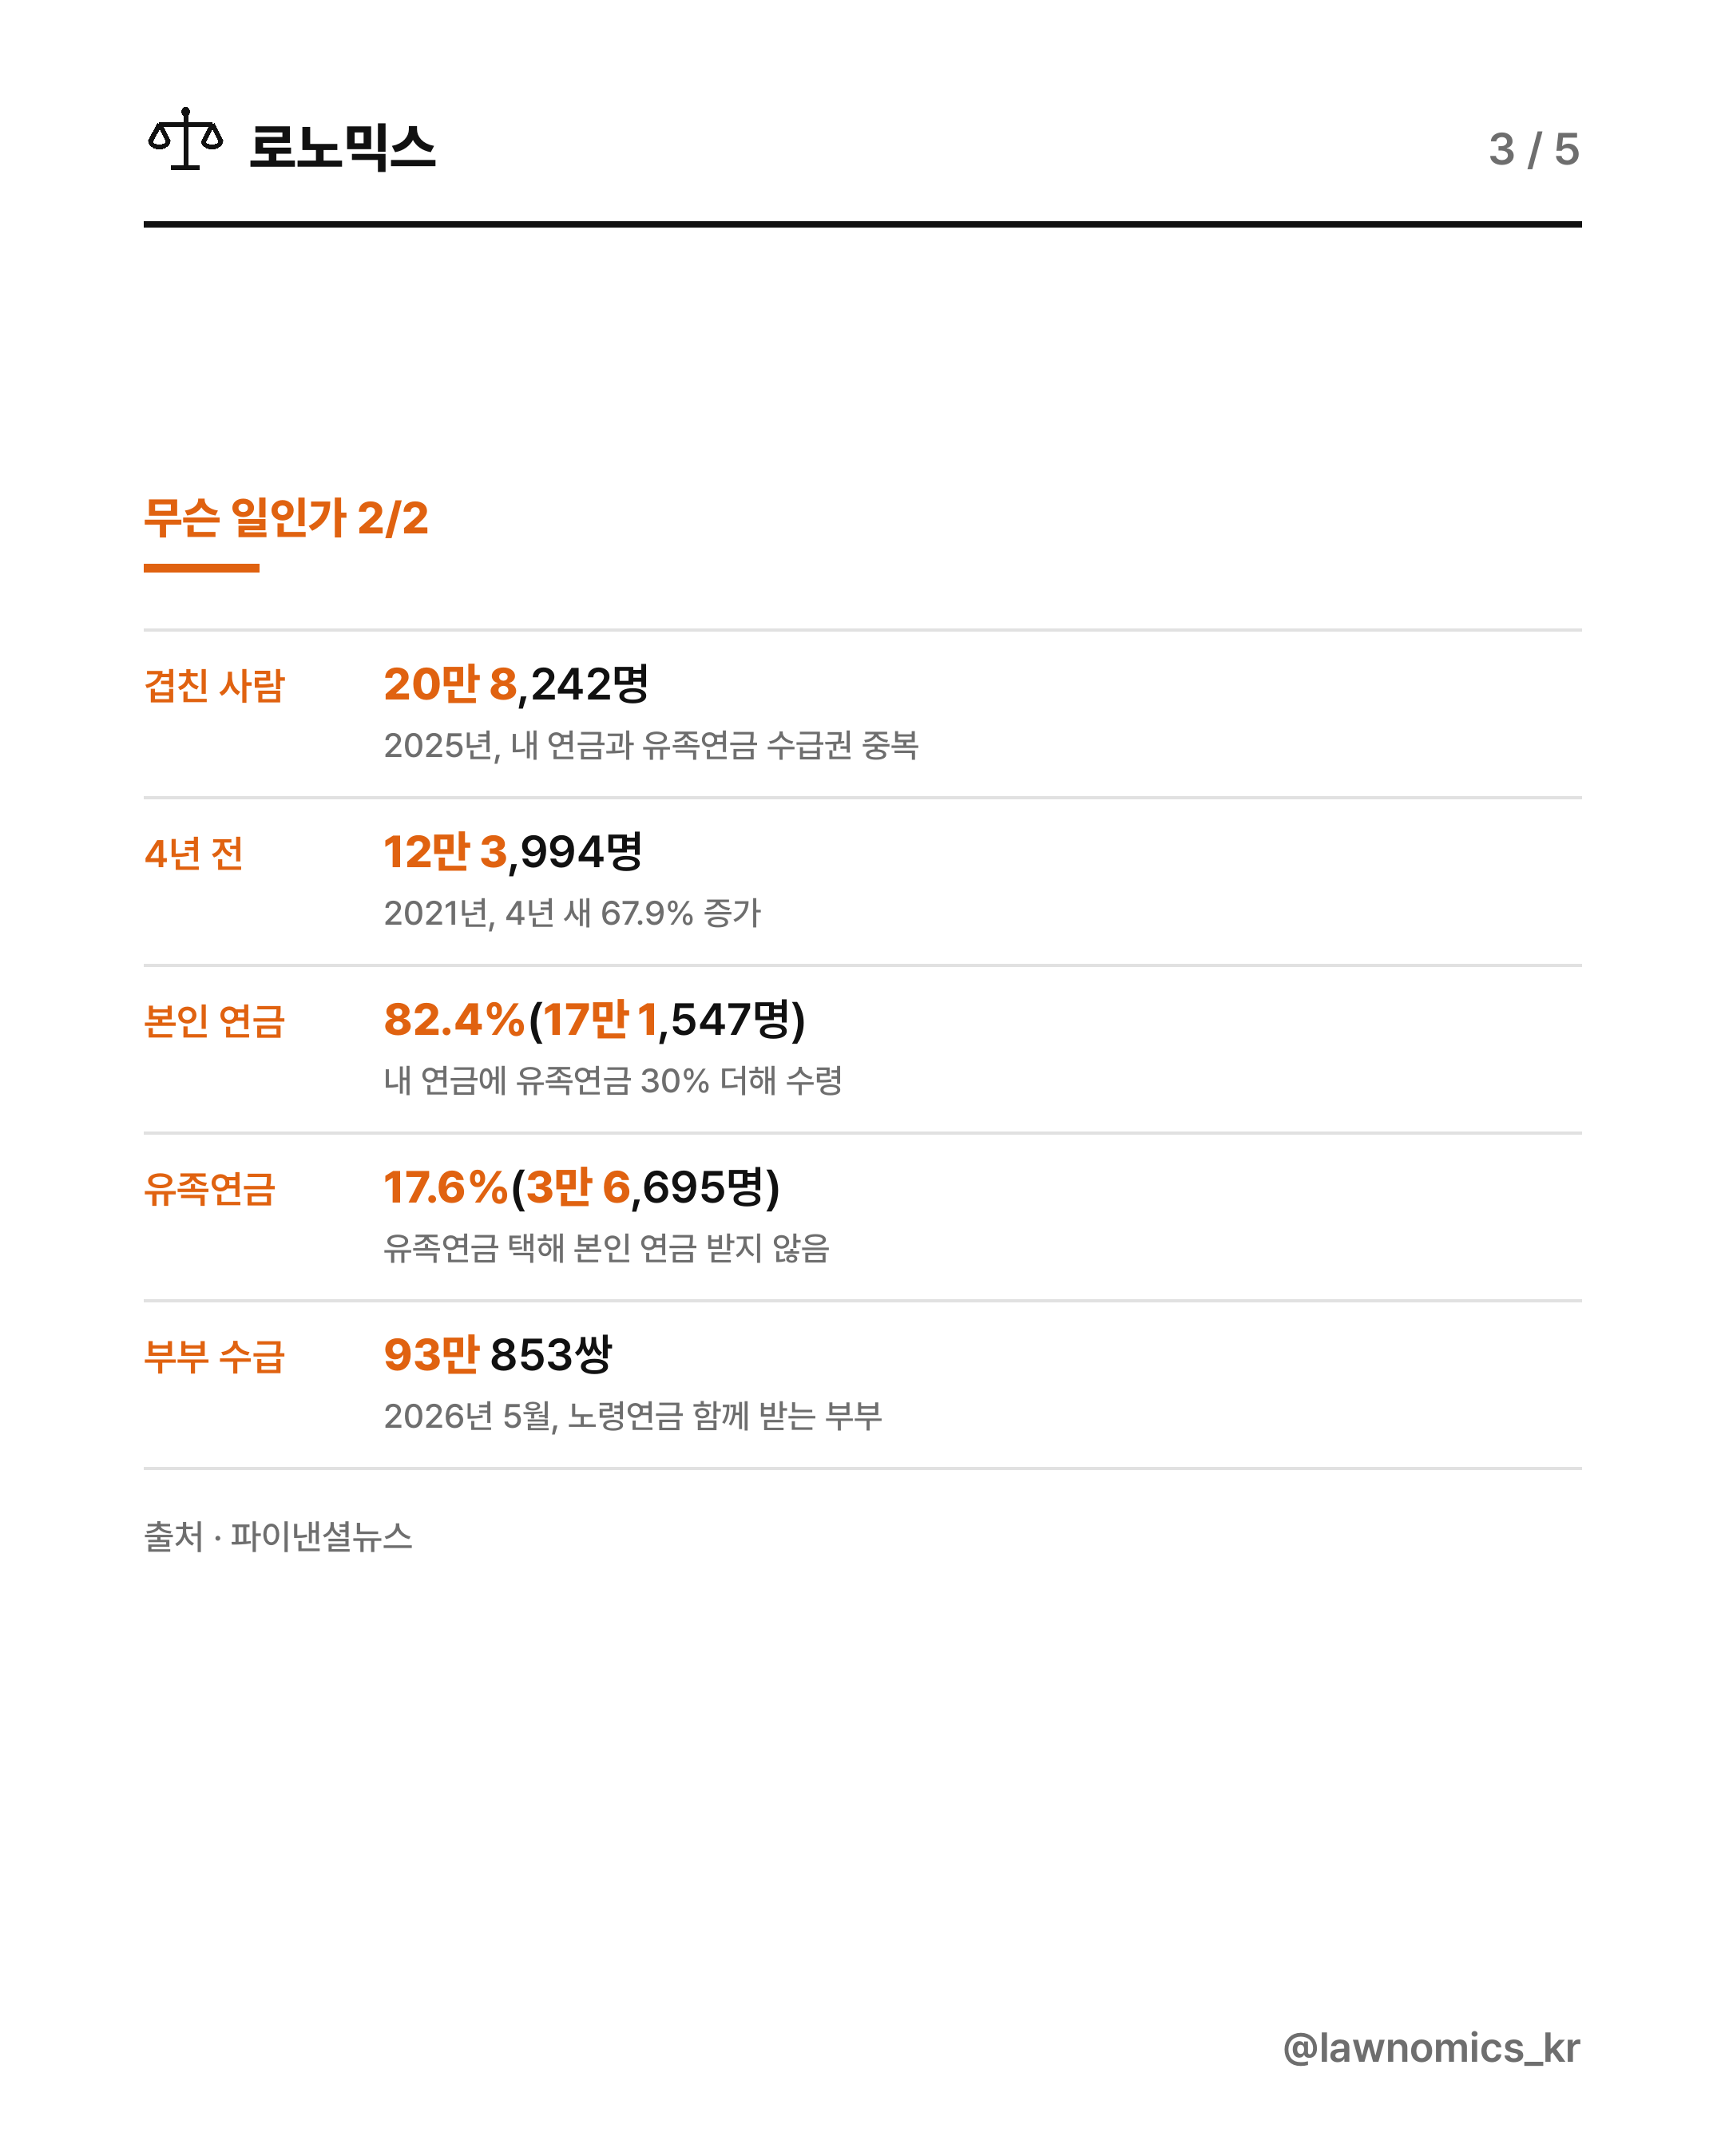 로노믹스
3 / 5
무슨 일인가 2/2
겹친 사람
20만 8,242명
2025년, 내 연금과 유족연금 수급권 중복
4년 전
12만 3,994명
2021년, 4년 새 67.9% 증가
본인 연금
82.4%(17만 1,547명)
내 연금에 유족연금 30% 더해 수령
유족연금
17.6%(3만 6,695명)
유족연금 택해 본인 연금 받지 않음
부부 수급
93만 853쌍
2026년 5월, 노령연금 함께 받는 부부
출처 · 파이낸셜뉴스
@lawnomics_kr